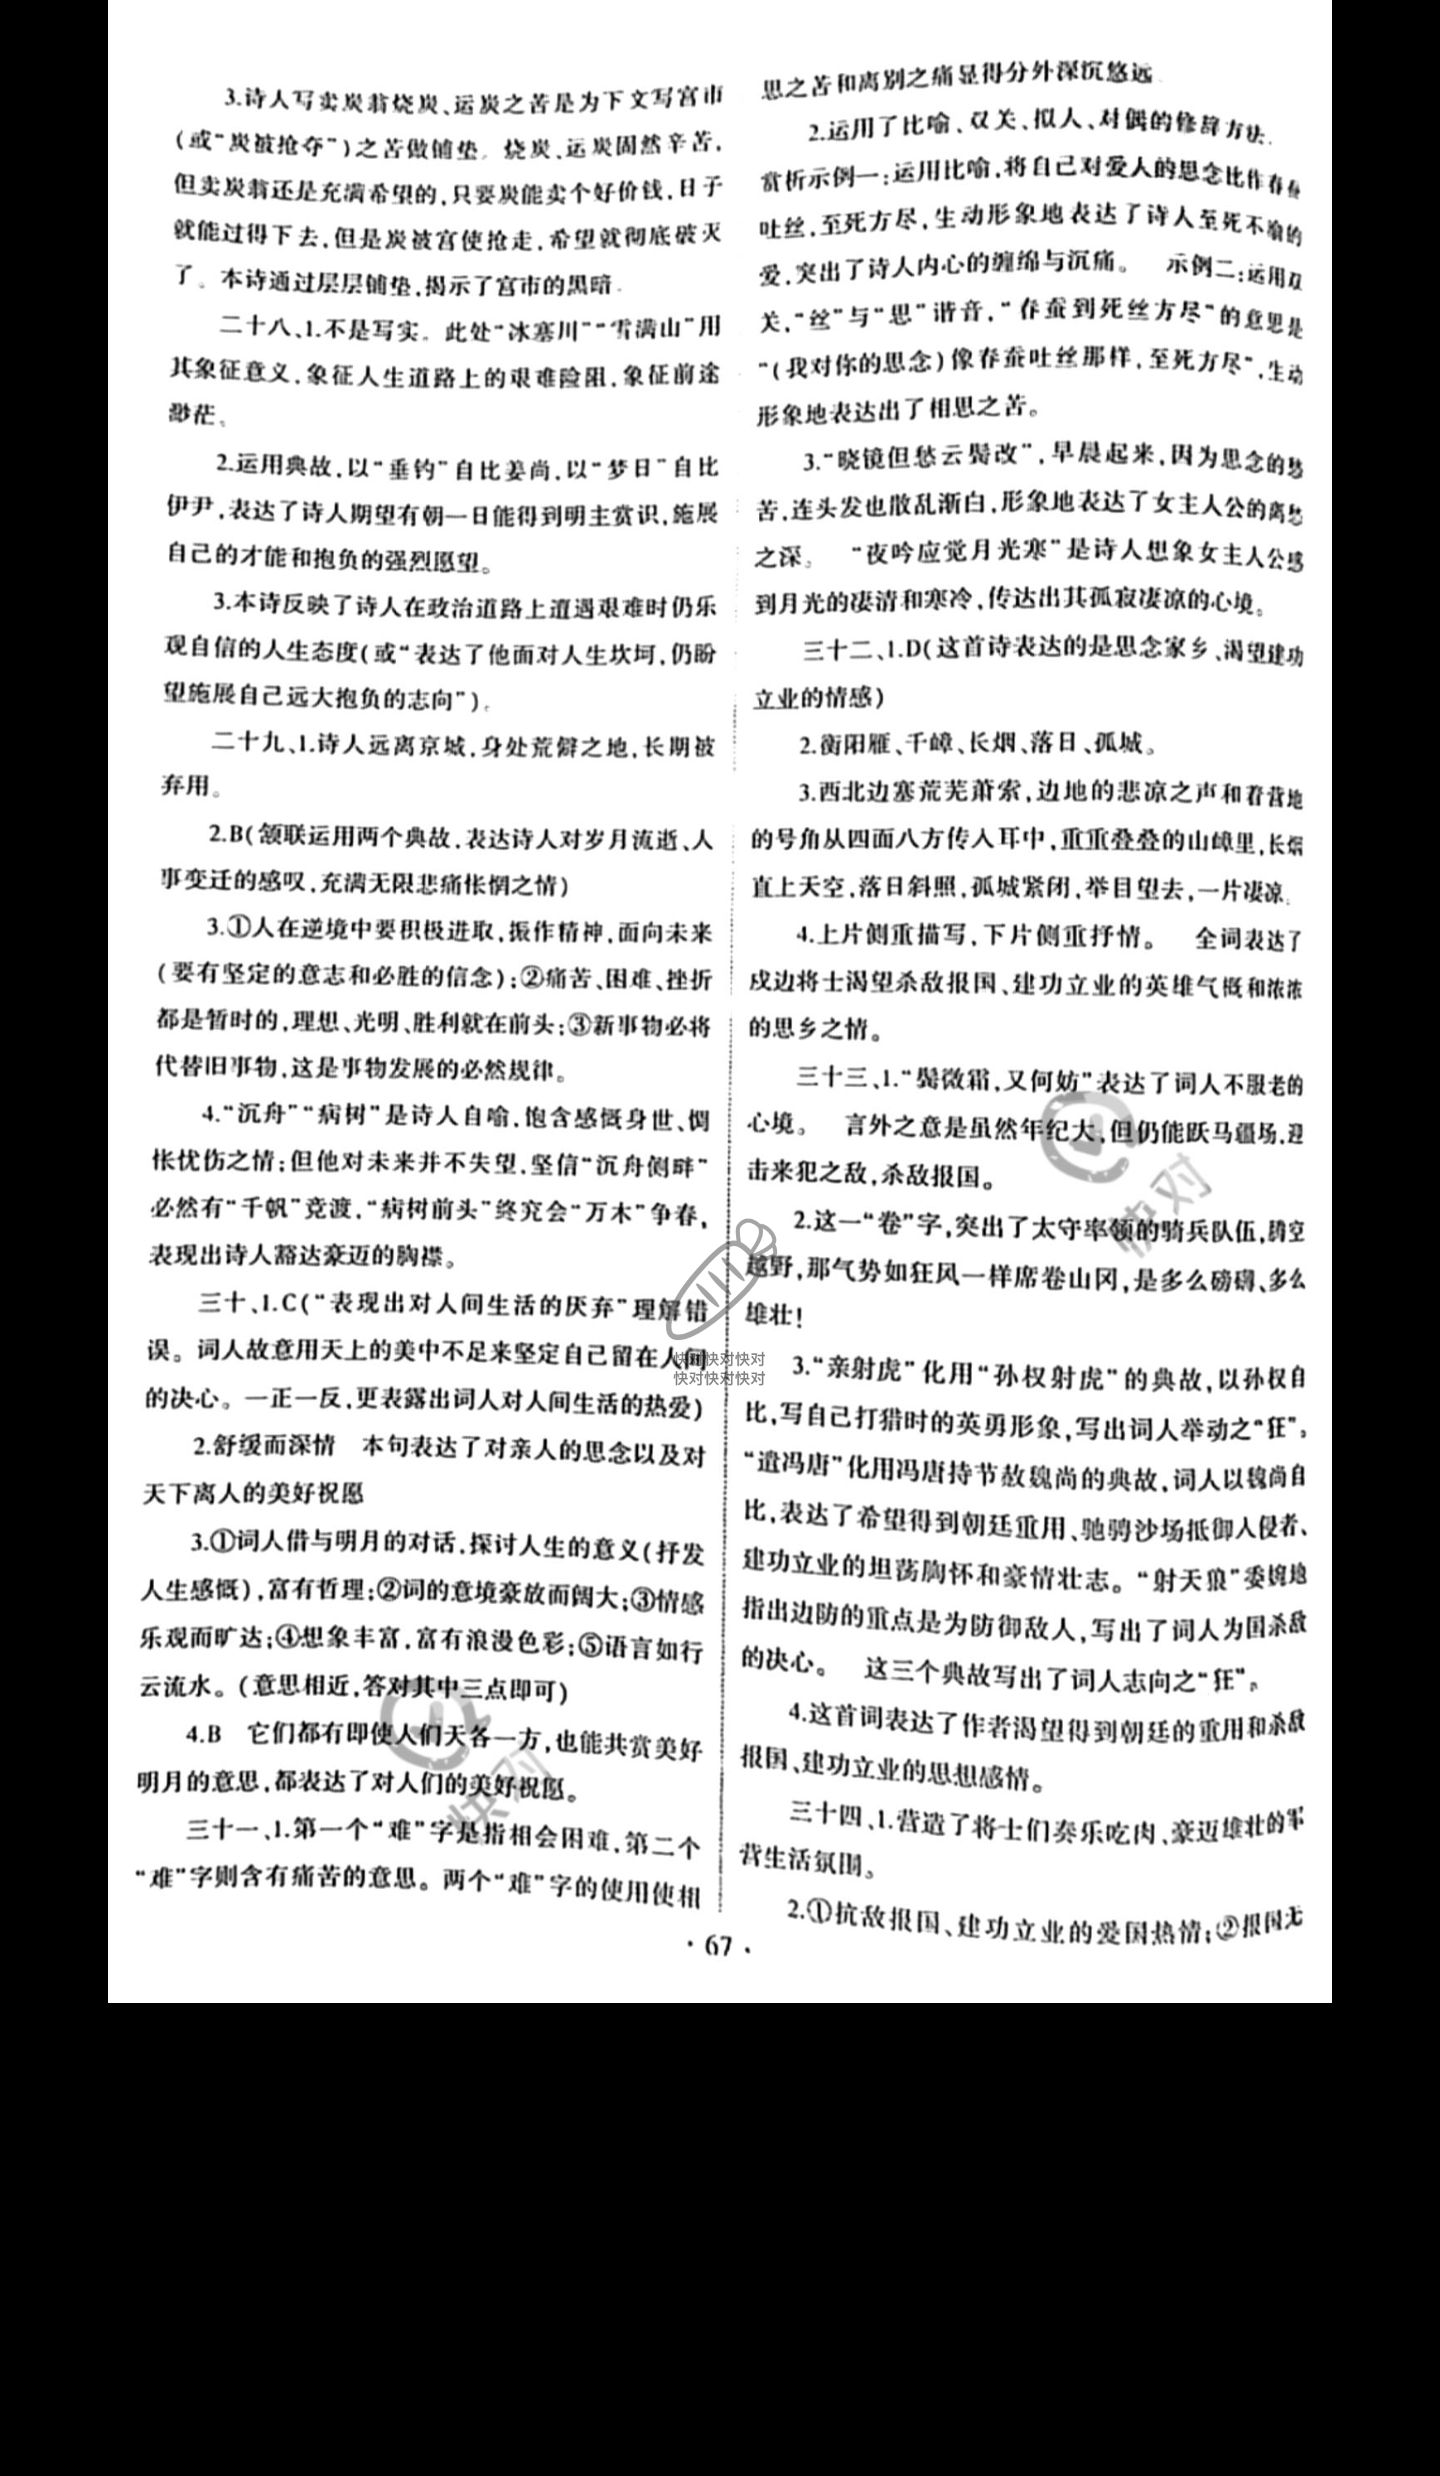 3.诗人写卖炭翁烧炭、运炭之苦是为下文写宫市
(或“炭被抢夺”)之苦做铺垫。烧炭、运炭固然辛苦,
但卖炭翁还是充满希望的,只要炭能卖个好价钱,日子
就能过得下去,但是炭被宫使抢走,希望就彻底破灭
了。本诗通过层层铺垫,揭示了宫市的黑暗.
二十八、1.不是写实。此处“冰塞川”“雪满山”用
其象征意义,象征人生道路上的艰难险阻,象征前途
渺茫。
2.运用典故,以“垂钓”自比姜尚,以“梦日”自比
伊尹,表达了诗人期望有朝一日能得到明主赏识,施展
自己的才能和抱负的强烈愿望。
3.本诗反映了诗人在政治道路上遭遇艰难时仍乐
观自信的人生态度(或“表达了他面对人生坎坷,仍盼
望施展自己远大抱负的志向”)。
二十九、1.诗人远离京城,身处荒僻之地,长期被
弃用。
2.B(颔联运用两个典故,表达诗人对岁月流逝、人
事变迁的感叹,充满无限悲痛怅惘之情)
3.①人在逆境中要积极进取,振作精神,面向未来
(要有坚定的意志和必胜的信念);②痛苦、困难、挫折
都是暂时的,理想、光明、胜利就在前头;③新事物必将
代替旧事物,这是事物发展的必然规律。
4.“沉舟”“病树”是诗人自喻,饱含感慨身世、惆
怅忧伤之情;但他对未来并不失望,坚信“沉舟侧畔”
必然有“千帆”竞渡,“病树前头”终究会“万木”争春,
表现出诗人豁达豪迈的胸襟。
三十、1.C(“表现出对人间生活的厌弃”理解错
误。词人故意用天上的美中不足来坚定自己留在人间
的决心。一正一反,更表露出词人对人间生活的热爱)
2.舒缓而深情 本句表达了对亲人的思念以及对
天下离人的美好祝愿
3.①词人借与明月的对话,探讨人生的意义(抒发
人生感慨),富有哲理;②词的意境豪放而阔大;③情感
乐观而旷达;④想象丰富,富有浪漫色彩;⑤语言如行
云流水。(意思相近,答对其中三点即可)
4.B 它们都有即使人们天各一方,也能共赏美好
明月的意思,都表达了对人们的美好祝愿。
三十一、1.第一个“难”字是指相会困难,第二个
“难”字则含有痛苦的意思。两个“难”字的使用使相
思之苦和离别之痛显得分外深沉悠远.
2.运用了比喻、双关、拟人、对偶的修辞方法.
赏析示例一:运用比喻,将自己对爱人的思念比作春蚕
吐丝,至死方尽,生动形象地表达了诗人至死不渝的
爱,突出了诗人内心的缠绵与沉痛。 示例二:运用双
关,“丝”与“思”谐音,“春蚕到死丝方尽”的意思是
“(我对你的思念)像春蚕吐丝那样,至死方尽”,生动
形象地表达出了相思之苦。
3.“晓镜但愁云鬓改”,早晨起来,因为思念的愁
苦,连头发也散乱渐白,形象地表达了女主人公的离愁
之深。 “夜吟应觉月光寒”是诗人想象女主人公感
到月光的凄清和寒冷,传达出其孤寂凄凉的心境。
三十二、1.D(这首诗表达的是思念家乡、渴望建功
立业的情感)
2.衡阳雁、千嶂、长烟、落日、孤城。
3.西北边塞荒芜萧索,边地的悲凉之声和着营地
的号角从四面八方传入耳中,重重叠叠的山嶂里,长烟
直上天空,落日斜照,孤城紧闭,举目望去,一片凄凉.
4.上片侧重描写,下片侧重抒情。 全词表达了
戍边将士渴望杀敌报国、建功立业的英雄气概和浓浓
的思乡之情。
三十三、1.“鬓微霜,又何妨”表达了词人不服老的
心境。 言外之意是虽然年纪大,但仍能跃马疆场,迎
击来犯之敌,杀敌报国。
2.这一“卷”字,突出了太守率领的骑兵队伍,腾空
越野,那气势如狂风一样席卷山冈,是多么磅礴、多么
雄壮!
3.“亲射虎”化用“孙权射虎”的典故,以孙权自
比,写自己打猎时的英勇形象,写出词人举动之“狂”。
“遣冯唐”化用冯唐持节赦魏尚的典故,词人以魏尚自
比,表达了希望得到朝廷重用、驰骋沙场抵御入侵者、
建功立业的坦荡胸怀和豪情壮志。“射天狼”委婉地
指出边防的重点是为防御敌人,写出了词人为国杀敌
的决心。 这三个典故写出了词人志向之“狂”。
4.这首词表达了作者渴望得到朝廷的重用和杀敌
报国、建功立业的思想感情。
三十四、1.营造了将士们奏乐吃肉、豪迈雄壮的军
营生活氛围。
2.①抗敌报国、建功立业的爱国热情;②报国无
·67·
快对
快对
快对快对快对
快对快对快对